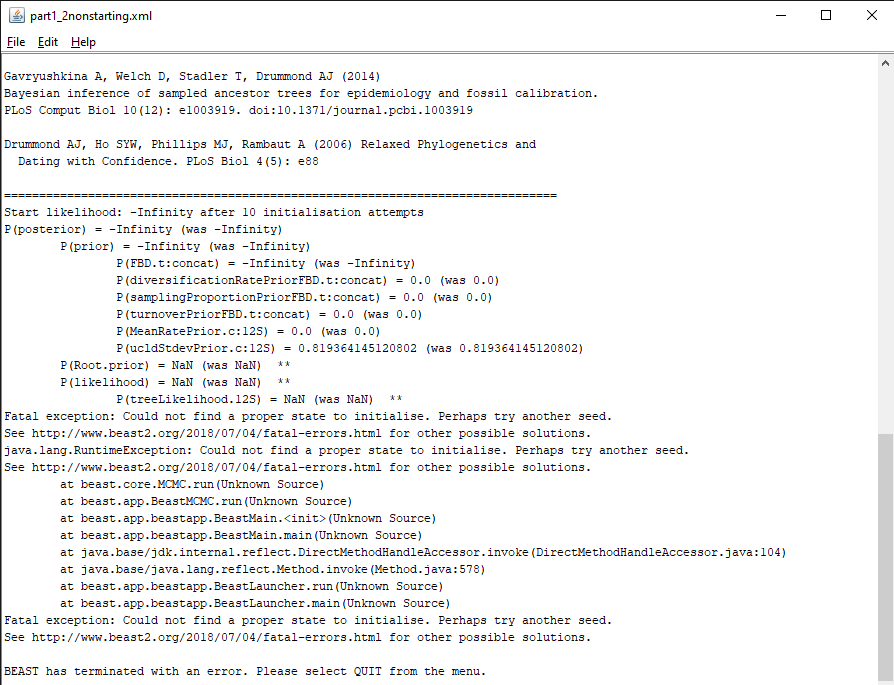 part1_2nonstarting.xml
File Edit Help
Gavryushkina A, Welch D, Stadler T, Drummond AJ (2014)
Bayesian inference of sampled ancestor trees for epidemiology and fossil calibration.
PLoS Comput Biol 10(12): e1003919. doi:10.1371/journal.pcbi.1003919
Drummond AJ, Ho SYW, Phillips MJ, Rambaut A (2006) Relaxed Phylogenetics and
Dating with Confidence. PLoS Biol 4(5): e88
===============================================================================
Start likelihood: -Infinity after 10 initialisation attempts
P(posterior) = -Infinity (was -Infinity)
P(prior) = -Infinity (was -Infinity)
P(FBD.t:concat) = -Infinity (was -Infinity)
P(diversificationRatePriorFBD.t:concat) = 0.0 (was 0.0)
P(samplingProportionPriorFBD.t:concat) = 0.0 (was 0.0)
P(turnoverPriorFBD.t:concat) = 0.0 (was 0.0)
P(MeanRatePrior.c:12S) = 0.0 (was 0.0)
P(ucldStdevPrior.c:12S) = 0.819364145120802 (was 0.819364145120802)
P(Root.prior) = NaN (was NaN) **
P(likelihood) = NaN (was NaN) **
P(treeLikelihood.12S) = NaN (was NaN) **
Fatal exception: Could not find a proper state to initialise. Perhaps try another seed.
See http://www.beast2.org/2018/07/04/fatal-errors.html for other possible solutions.
java.lang.RuntimeException: Could not find a proper state to initialise. Perhaps try another seed.
See http://www.beast2.org/2018/07/04/fatal-errors.html for other possible solutions.
at beast.core.MCMC.run(Unknown Source)
at beast.app.BeastMCMC.run(Unknown Source)
at beast.app.beastapp.BeastMain.<init>(Unknown Source)
at beast.app.beastapp.BeastMain.main(Unknown Source)
at java.base/jdk.internal.reflect.DirectMethodHandleAccessor.invoke(DirectMethodHandleAccessor.java:104)
at java.base/java.lang.reflect.Method.invoke(Method.java:578)
at beast.app.beastapp.BeastLauncher.run(Unknown Source)
at beast.app.beastapp.BeastLauncher.main(Unknown Source)
Fatal exception: Could not find a proper state to initialise. Perhaps try another seed.
See http://www.beast2.org/2018/07/04/fatal-errors.html for other possible solutions.
BEAST has terminated with an error. Please select QUIT from the menu.